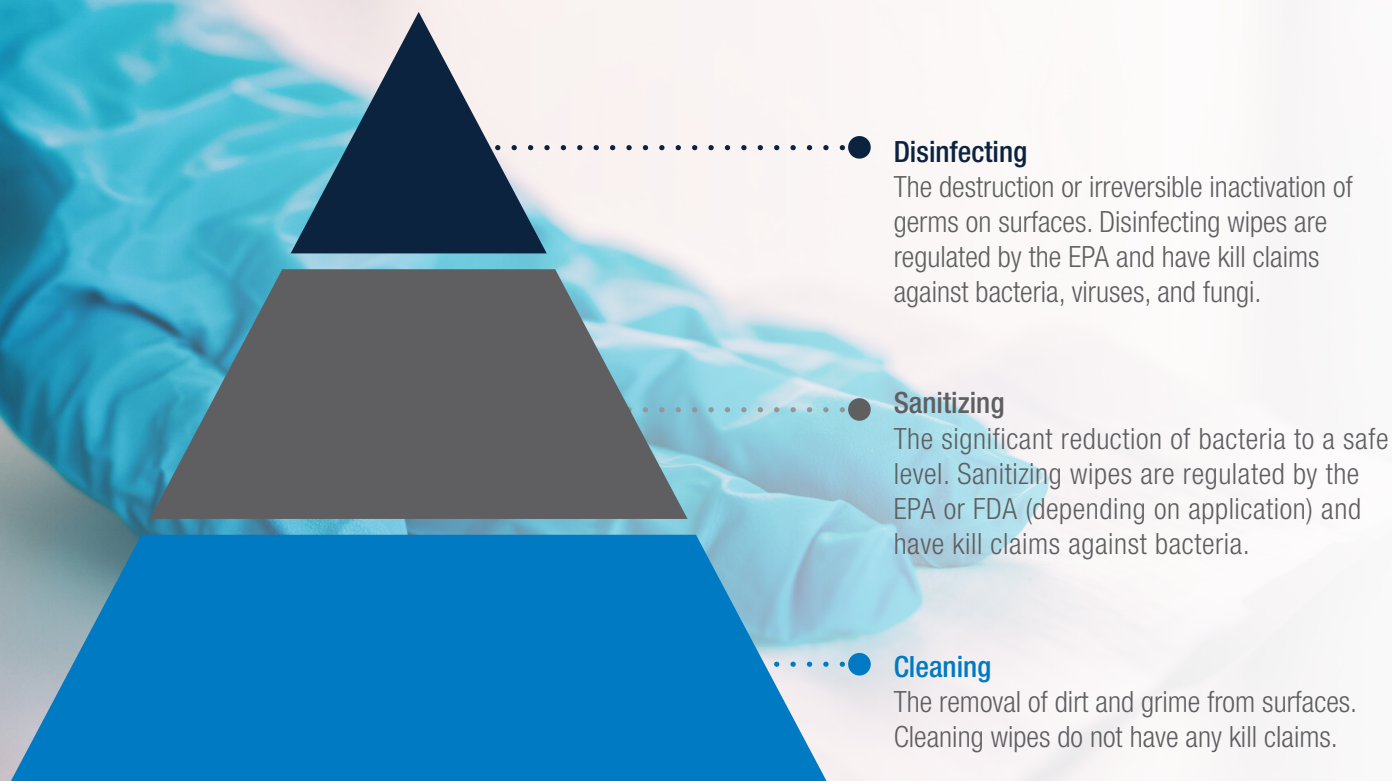 Disinfecting
The destruction or irreversible inactivation of
germs on surfaces. Disinfecting wipes are
regulated by the EPA and have kill claims
against bacteria, viruses, and fungi.
Sanitizing
The significant reduction of bacteria to a safe
level. Sanitizing wipes are regulated by the
EPA or FDA (depending on application) and
have kill claims against bacteria.
Cleaning
The removal of dirt and grime from surfaces.
Cleaning wipes do not have any kill claims.